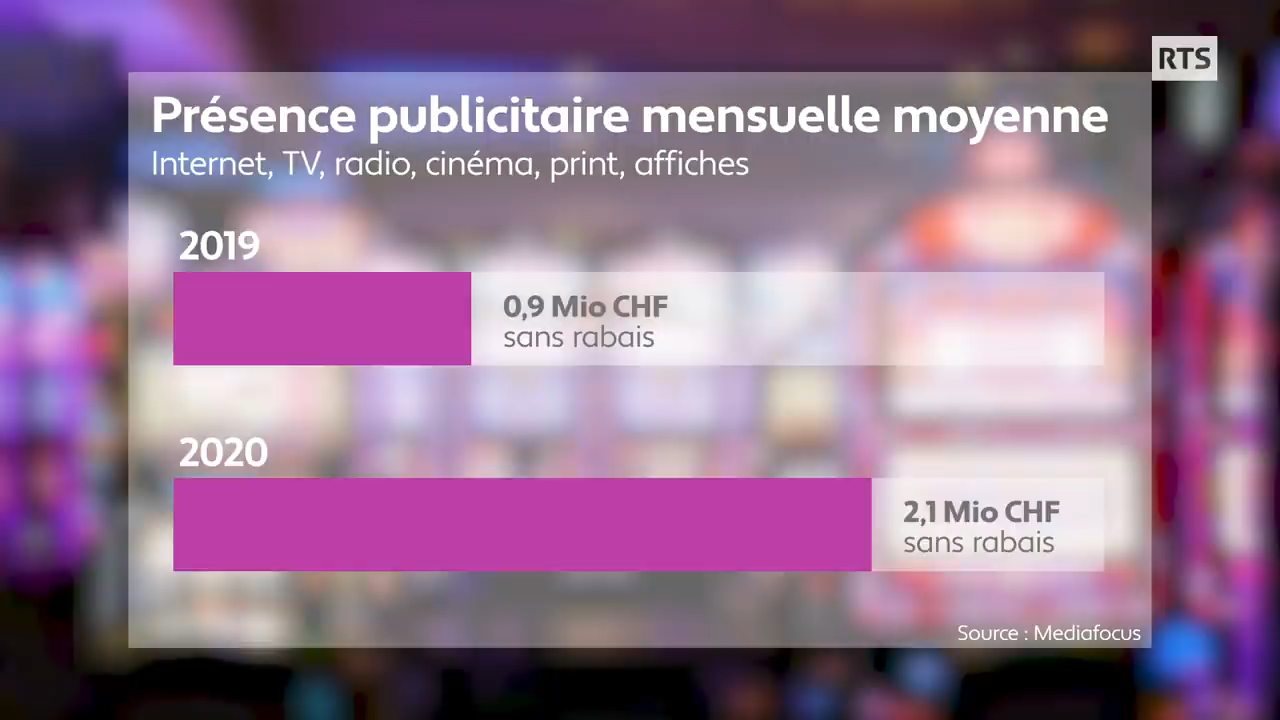 RTS
Présence publicitaire mensuelle moyenne
Internet, TV, radio, cinéma, print, affiches
2019
0,9 Mio CHF
sans rabais
2020
2,1 Mio CHF
sans rabais
Source : Mediafocus